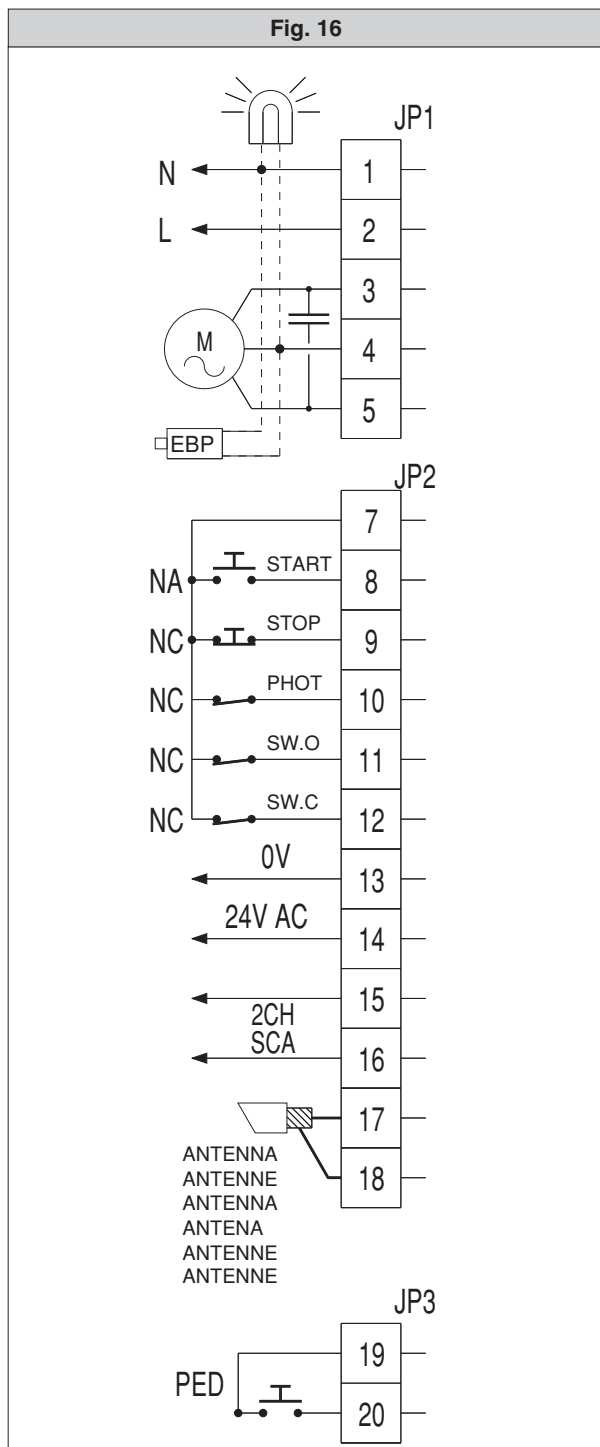 Fig. 16
JP1
N 1
L 2
3
M 4
5
EBP
JP2
7
NA START 8
NC STOP 9
NC PHOT 10
NC SW.O 11
NC SW.C 12
0V 13
24V AC 14
15
2CH
SCA 16
17
18
ANTENNA
ANTENNE
ANTENNA
ANTENA
ANTENNE
ANTENNE
JP3
19
PED 20